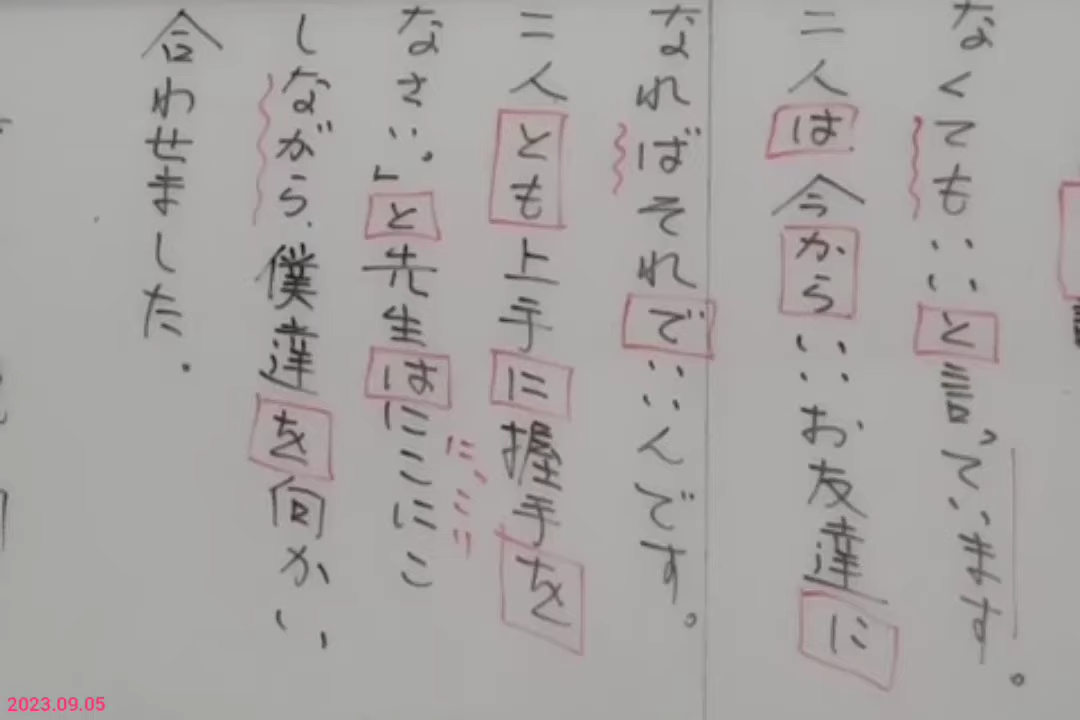 なくてもいいと言っています。
二人は今からいいお友達に
なればそれでいいんです。
二人とも上手に握手を
なさい。」と先生はにこにこ
にっこり
しながら僕達を向かい
合わせました.
2023.09.05